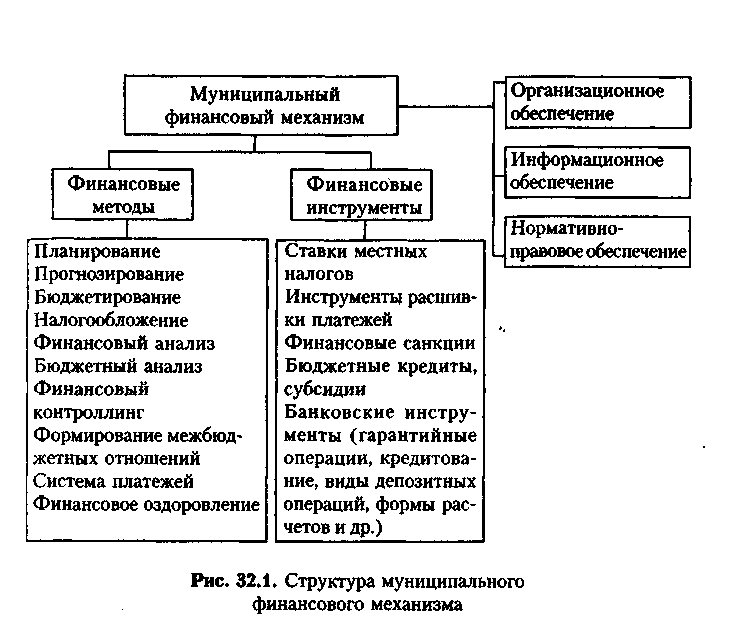 Муниципальный
финансовый механизм
Организационное
обеспечение
Информационное
обеспечение
Нормативно-
правовое обеспечение
Финансовые
методы
Финансовые
инструменты
Планирование
Прогнозирование
Бюджетирование
Налогообложение
Финансовый анализ
Бюджетный анализ
Финансовый
контроллинг
Формирование межбюд-
жетных отношений
Система платежей
Финансовое оздоровление
Ставки местных
налогов
Инструменты расшив-
ки платежей
Финансовые санкции
Бюджетные кредиты,
субсидии
Банковские инстру-
менты (гарантийные
операции, кредитова-
ние, виды депозитных
операций, формы рас-
четов и др.)
Рис. 32.1. Структура муниципального
финансового механизма